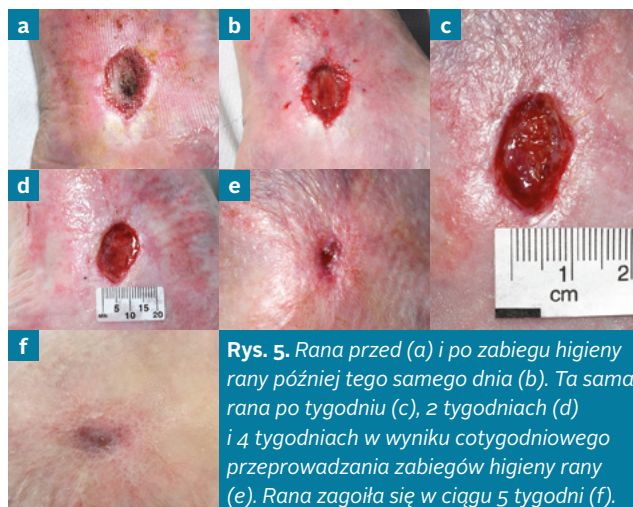 a
b
c
1
2
cm
d
e
mm
5
10
15
20
f
Rys. 5. Rana przed (a) i po zabiegu higieny
rany później tego samego dnia (b). Ta sama
rana po tygodniu (c), 2 tygodniach (d)
i 4 tygodniach w wyniku cotygodniowego
przeprowadzania zabiegów higieny rany
(e). Rana zagoiła się w ciągu 5 tygodni (f).